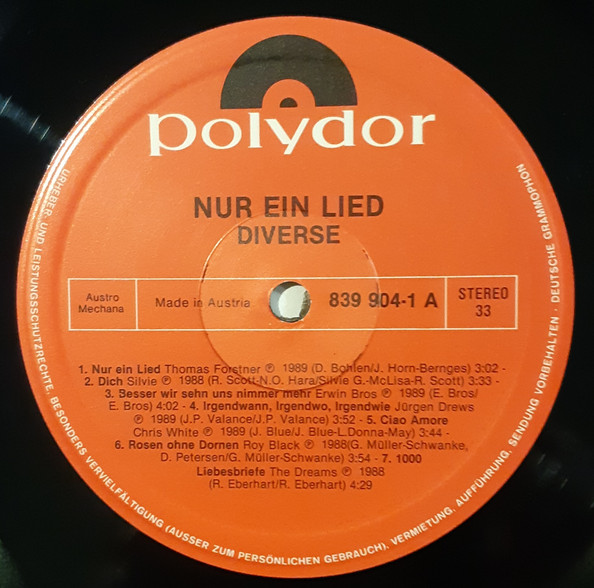 polydor
NUR EIN LIED
DIVERSE
Austro
Mechana
Made in Austria
839 904-1 A
STEREO
33
1. Nur ein Lied Thomas Forstner ℗ 1989 (D. Bohlen/J. Horn-Bernges) 3:02 -
2. Dich Silvie ℗ 1988 (R. Scott-N.O. Hara/Silvie G.-McLisa-R. Scott) 3:33 -
3. Besser wir sehn uns nimmer mehr Erwin Bros ℗ 1989 (E. Bros/
E. Bros) 4:02 - 4. Irgendwann, Irgendwo, Irgendwie Jürgen Drews
℗ 1989 (J.P. Valance/J.P. Valance) 3:52 - 5. Ciao Amore
Chris White ℗ 1989 (J. Blue/J. Blue-L. Donna-May) 3:44 -
6. Rosen ohne Dornen Roy Black ℗ 1988(G. Müller-Schwanke,
D. Petersen/G. Müller-Schwanke) 3:54 - 7. 1000
Liebesbriefe The Dreams ℗ 1988
(R. Eberhart/R. Eberhart) 4:29
URHEBER- UND LEISTUNGSSCHUTZRECHTE, BESONDERS VERVIELFÄLTIGUNG (AUSSER ZUM PERSÖNLICHEN GEBRAUCH), VERMIETUNG, AUFFÜHRUNG, SENDUNG VORBEHALTEN · DEUTSCHE GRAMMOPHON